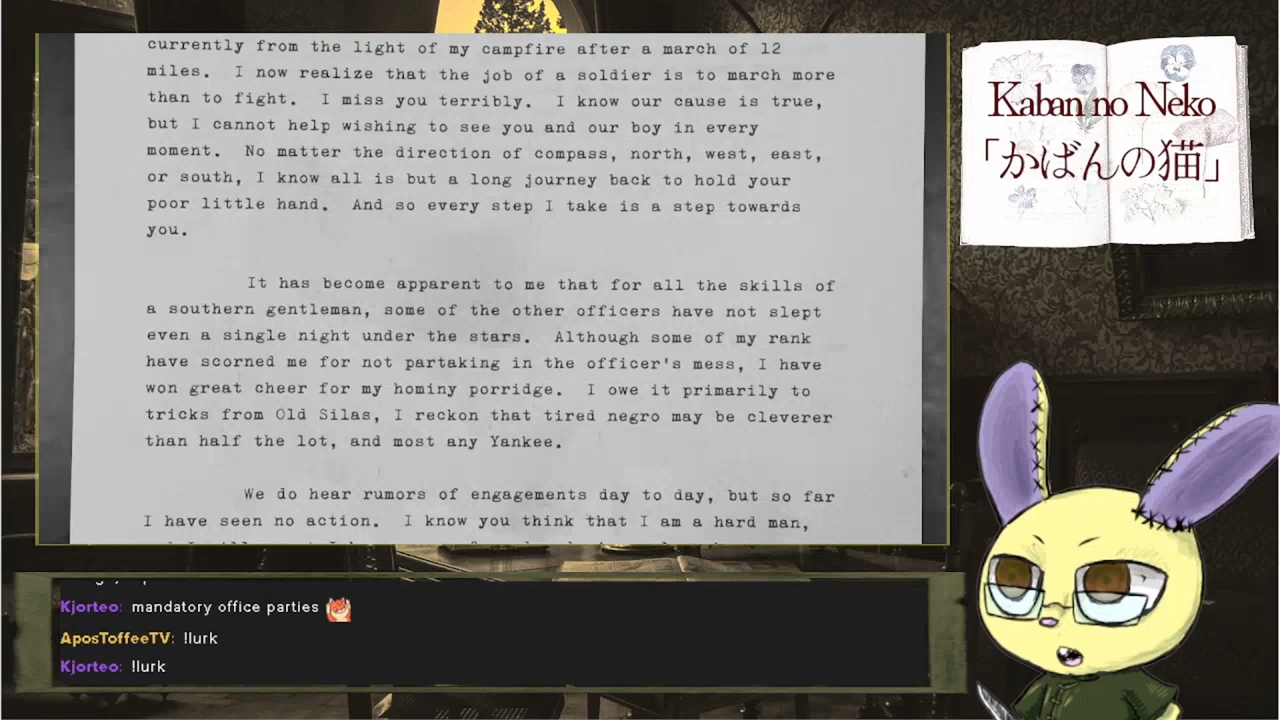 currently from the light of my campfire after a march of 12
miles.  I now realize that the job of a soldier is to march more
than to fight.  I miss you terribly.  I know our cause is true,
but I cannot help wishing to see you and our boy in every
moment.  No matter the direction of compass, north, west, east,
or south, I know all is but a long journey back to hold your
poor little hand.  And so every step I take is a step towards
you.
It has become apparent to me that for all the skills of
a southern gentleman, some of the other officers have not slept
even a single night under the stars.  Although some of my rank
have scorned me for not partaking in the officer's mess, I have
won great cheer for my hominy porridge.  I owe it primarily to
tricks from Old Silas, I reckon that tired negro may be cleverer
than half the lot, and most any Yankee.
We do hear rumors of engagements day to day, but so far
I have seen no action.  I know you think that I am a hard man,
Kaban no Neko
「かばんの猫」
Kjorteo: mandatory office parties
AposToffeeTV: !lurk
Kjorteo: !lurk